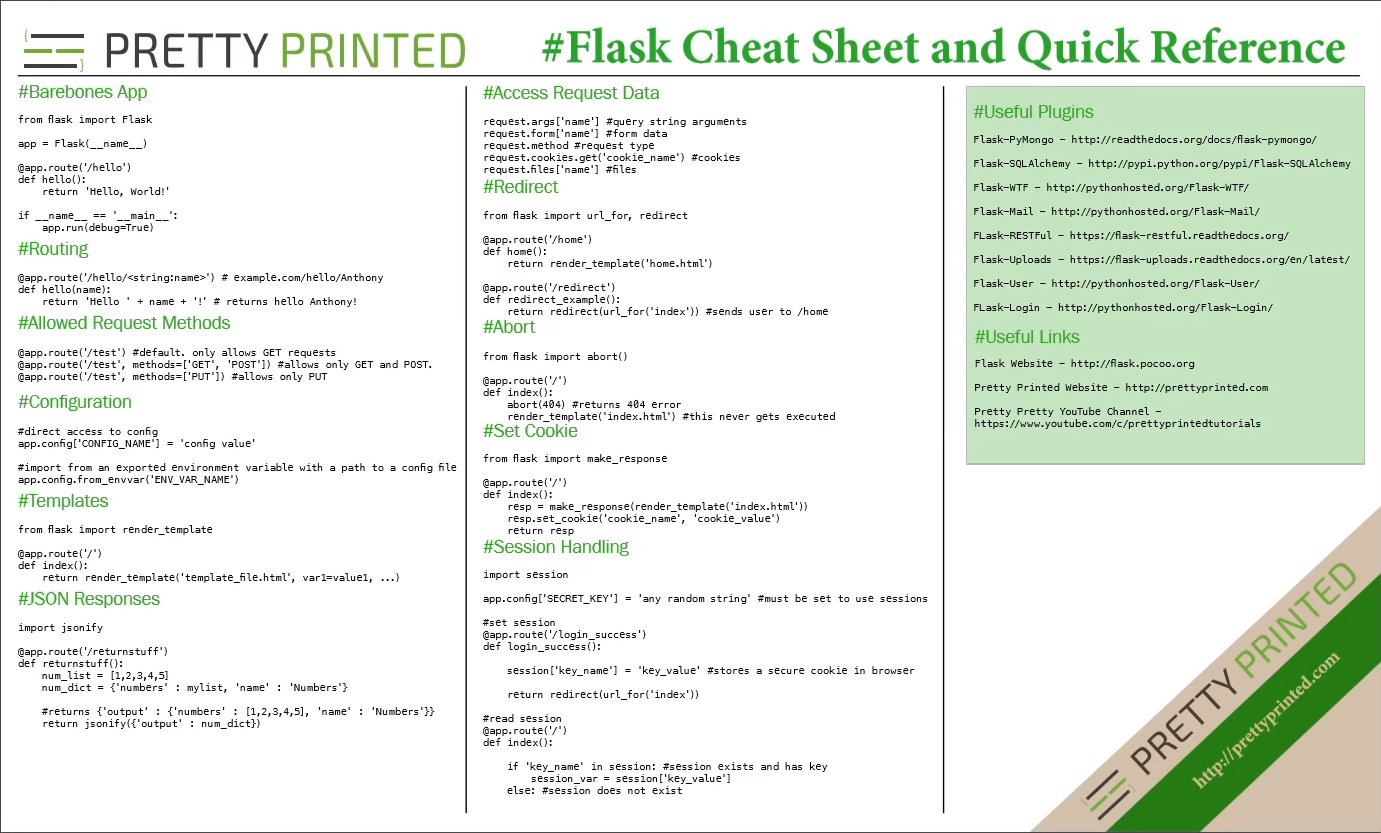 PRETTY PRINTED
#Flask Cheat Sheet and Quick Reference
#Barebones App
from flask import Flask
app = Flask(__name__)
@app.route('/hello')
def hello():
    return 'Hello, World!'
if __name__ == '__main__':
    app.run(debug=True)
#Routing
@app.route('/hello/<string:name>') # example.com/hello/Anthony
def hello(name):
    return 'Hello ' + name + '!' # returns hello Anthony!
#Allowed Request Methods
@app.route('/test') #default. only allows GET requests
@app.route('/test', methods=['GET', 'POST']) #allows only GET and POST.
@app.route('/test', methods=['PUT']) #allows only PUT
#Configuration
#direct access to config
app.config['CONFIG_NAME'] = 'config value'
#import from an exported environment variable with a path to a config file
app.config.from_envvar('ENV_VAR_NAME')
#Templates
from flask import render_template
@app.route('/')
def index():
    return render_template('template_file.html', var1=value1, ...)
#JSON Responses
import jsonify
@app.route('/returnstuff')
def returnstuff():
    num_list = [1,2,3,4,5]
    num_dict = {'numbers' : mylist, 'name' : 'Numbers'}
    #returns {'output' : {'numbers' : [1,2,3,4,5], 'name' : 'Numbers'}}
    return jsonify({'output' : num_dict})
#Access Request Data
request.args['name'] #query string arguments
request.form['name'] #form data
request.method #request type
request.cookies.get('cookie_name') #cookies
request.files['name'] #files
#Redirect
from flask import url_for, redirect
@app.route('/home')
def home():
    return render_template('home.html')
@app.route('/redirect')
def redirect_example():
    return redirect(url_for('index')) #sends user to /home
#Abort
from flask import abort()
@app.route('/')
def index():
    abort(404) #returns 404 error
    render_template('index.html') #this never gets executed
#Set Cookie
from flask import make_response
@app.route('/')
def index():
    resp = make_response(render_template('index.html'))
    resp.set_cookie('cookie_name', 'cookie_value')
    return resp
#Session Handling
import session
app.config['SECRET_KEY'] = 'any random string' #must be set to use sessions
#set session
@app.route('/login_success')
def login_success():
    session['key_name'] = 'key_value' #stores a secure cookie in browser
    return redirect(url_for('index'))
#read session
@app.route('/')
def index():
    if 'key_name' in session: #session exists and has key
        session_var = session['key_value']
    else: #session does not exist
#Useful Plugins
Flask-PyMongo - http://readthedocs.org/docs/flask-pymongo/
Flask-SQLAlchemy - http://pypi.python.org/pypi/Flask-SQLAlchemy
Flask-WTF - http://pythonhosted.org/Flask-WTF/
Flask-Mail - http://pythonhosted.org/Flask-Mail/
FLask-RESTFul - https://flask-restful.readthedocs.org/
Flask-Uploads - https://flask-uploads.readthedocs.org/en/latest/
Flask-User - http://pythonhosted.org/Flask-User/
FLask-Login - http://pythonhosted.org/Flask-Login/
#Useful Links
Flask Website - http://flask.pocoo.org
Pretty Printed Website - http://prettyprinted.com
Pretty Pretty YouTube Channel -
https://www.youtube.com/c/prettyprintedtutorials
PRETTY PRINTED
http://prettyprinted.com